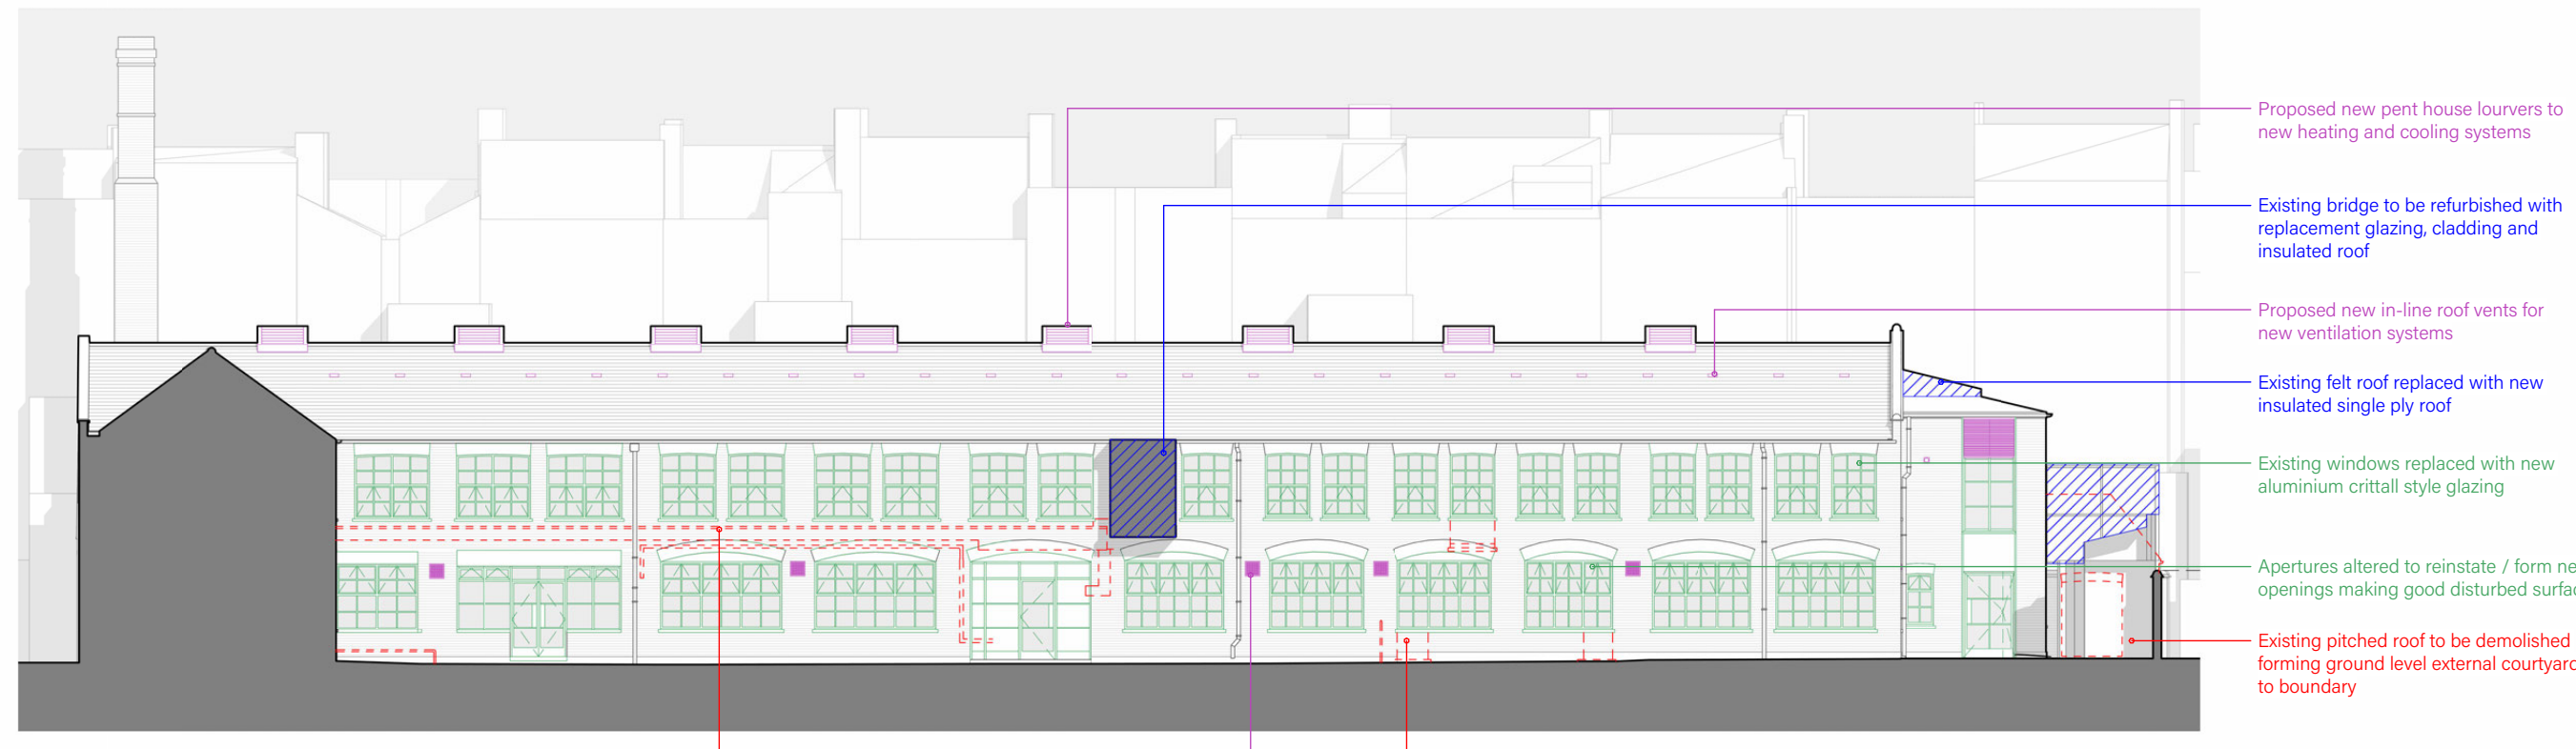 Proposed new pent house lourvers to
new heating and cooling systems
Existing bridge to be refurbished with
replacement glazing, cladding and
insulated roof
Proposed new in-line roof vents for
new ventilation systems
Existing felt roof replaced with new
insulated single ply roof
Existing windows replaced with new
aluminium crittall style glazing
Apertures altered to reinstate / form
openings making good disturbed
Existing pitched roof to be demolished
forming ground level external
to boundary